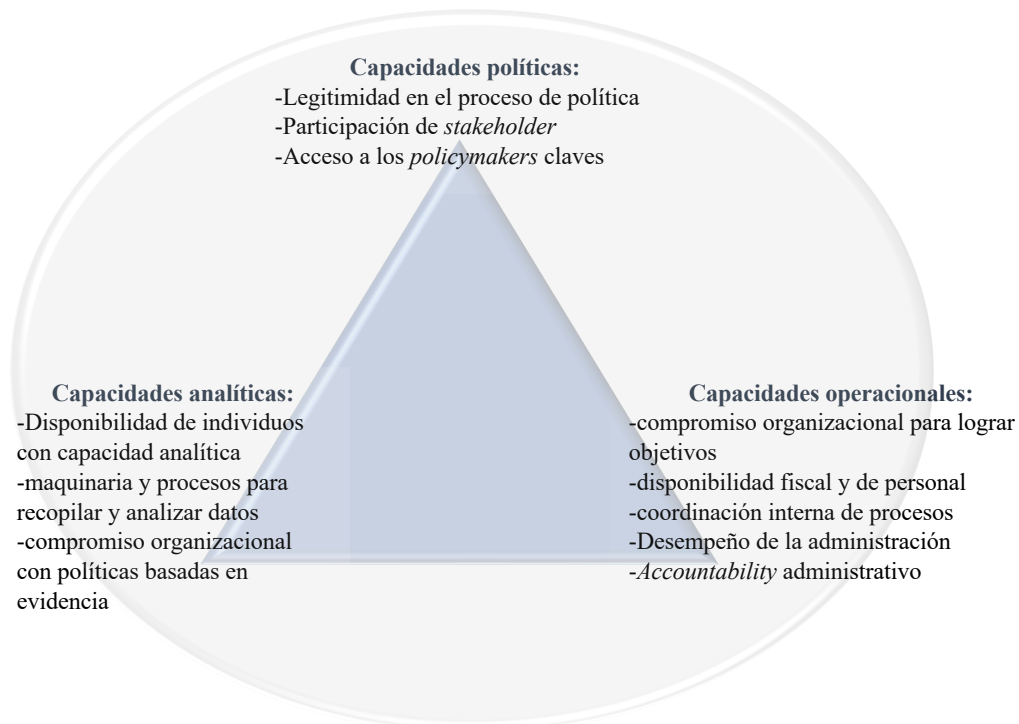 Capacidades políticas:
-Legitimidad en el proceso de política
-Participación de stakeholder
-Acceso a los policymakers claves
Capacidades analíticas:
-Disponibilidad de individuos
con capacidad analítica
-maquinaria y procesos para
recopilar y analizar datos
-compromiso organizacional
con políticas basadas en
evidencia
Capacidades operacionales:
-compromiso organizacional para lograr
objetivos
-disponibilidad fiscal y de personal
-coordinación interna de procesos
-Desempeño de la administración
-Accountability administrativo